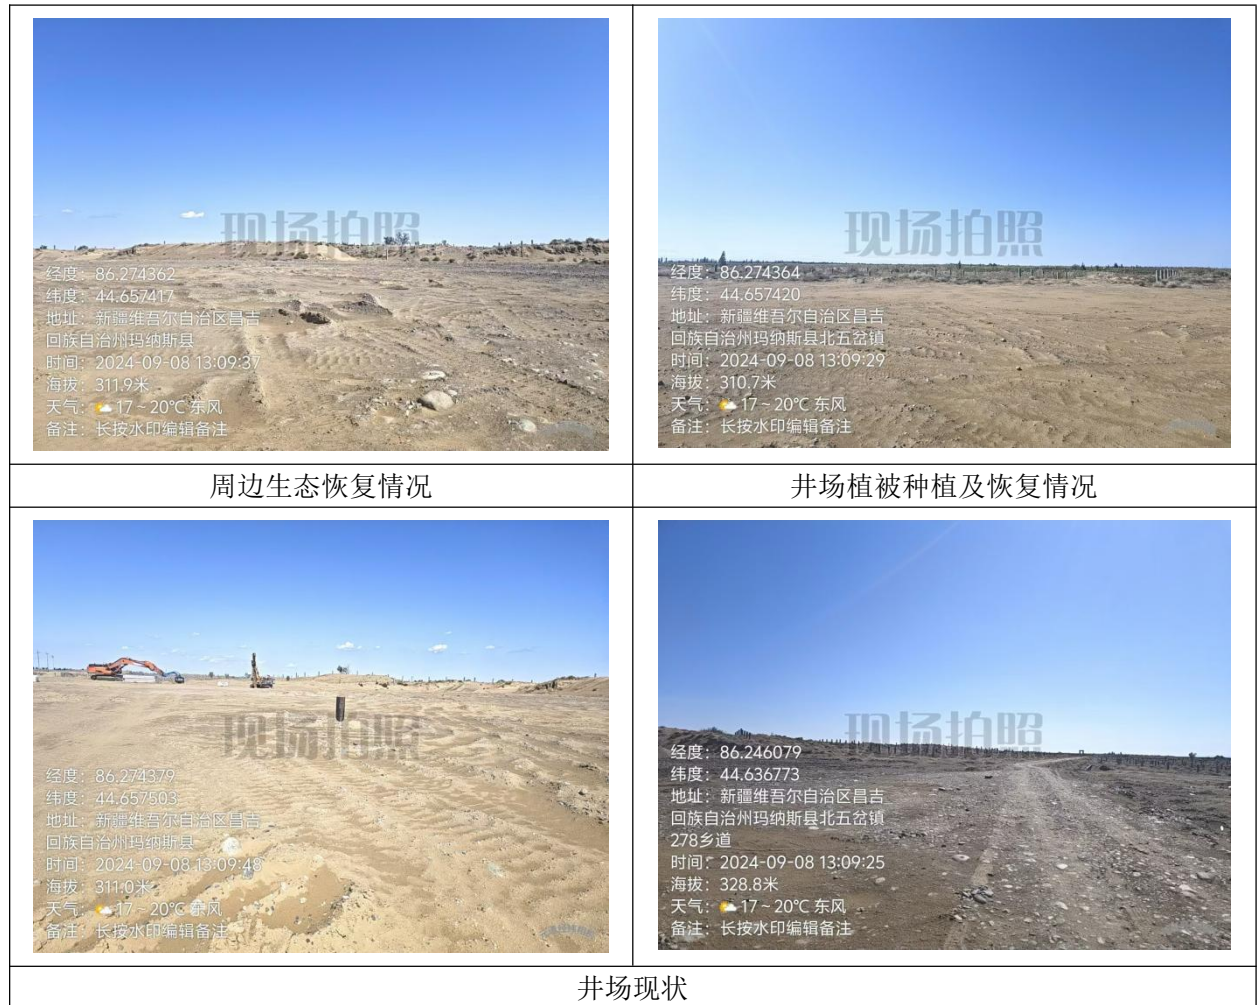 现场拍照
经度：86.274362
纬度：44.657417
地址：新疆维吾尔自治区昌吉
回族自治州玛纳斯县
时间：2024-09-08 13:09:37
海拔：311.9米
天气：17～20℃ 东风
备注：长按水印编辑备注
现场拍照
经度：86.274364
纬度：44.657420
地址：新疆维吾尔自治区昌吉
回族自治州玛纳斯县北五岔镇
时间：2024-09-08 13:09:29
海拔：310.7米
天气：17～20℃ 东风
备注：长按水印编辑备注
周边生态恢复情况
井场植被种植及恢复情况
现场拍照
经度：86.274379
纬度：44.657503
地址：新疆维吾尔自治区昌吉
回族自治州玛纳斯县
时间：2024-09-08 13:09:48
海拔：311.0米
天气：17～20℃ 东风
备注：长按水印编辑备注
现场拍照
经度：86.246079
纬度：44.636773
地址：新疆维吾尔自治区昌吉
回族自治州玛纳斯县北五岔镇
278乡道
时间：2024-09-08 13:09:25
海拔：328.8米
天气：17～20℃ 东风
备注：长按水印编辑备注
井场现状